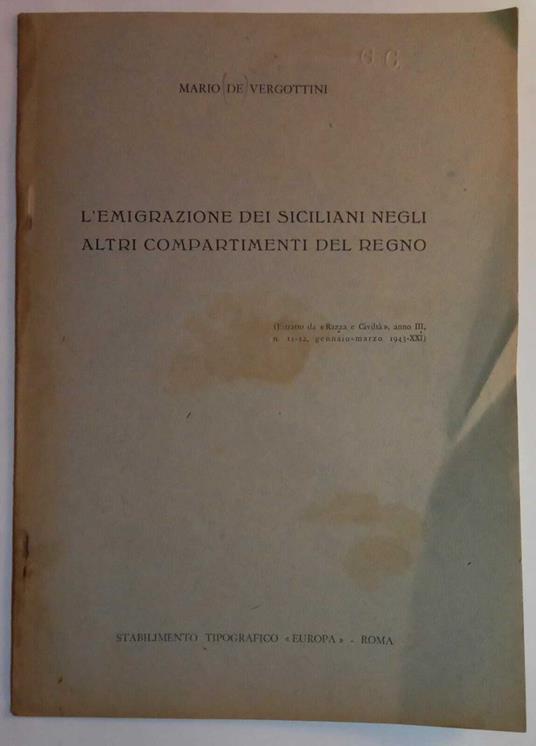 G C
MARIO (DE) VERGOTTINI
L'EMIGRAZIONE DEI SICILIANI NEGLI
ALTRI COMPARTIMENTI DEL REGNO
(Estratto da «Razza e Civiltà», anno III,
n. 11-12, gennaio-marzo 1943-XXI)
STABILIMENTO TIPOGRAFICO «EUROPA» - ROMA